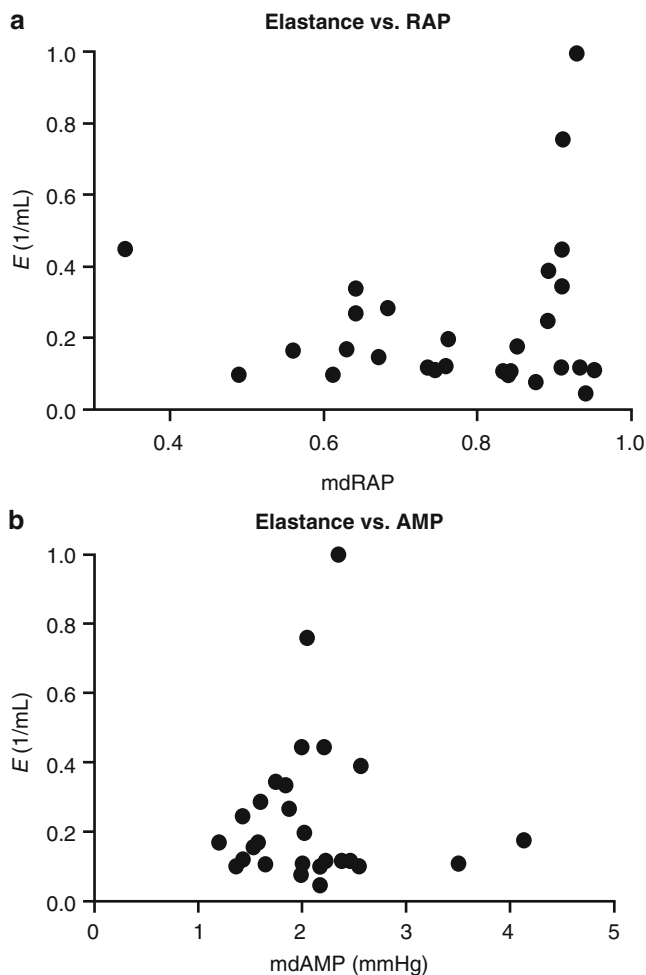 a
Elastance vs. RAP
1.0
0.8
0.6
0.4
0.2
0.0
E (1/mL)
0.4 0.6 0.8 1.0
mdRAP
b
Elastance vs. AMP
1.0
0.8
0.6
0.4
0.2
0.0
E (1/mL)
0 1 2 3 4 5
mdAMP (mmHg)